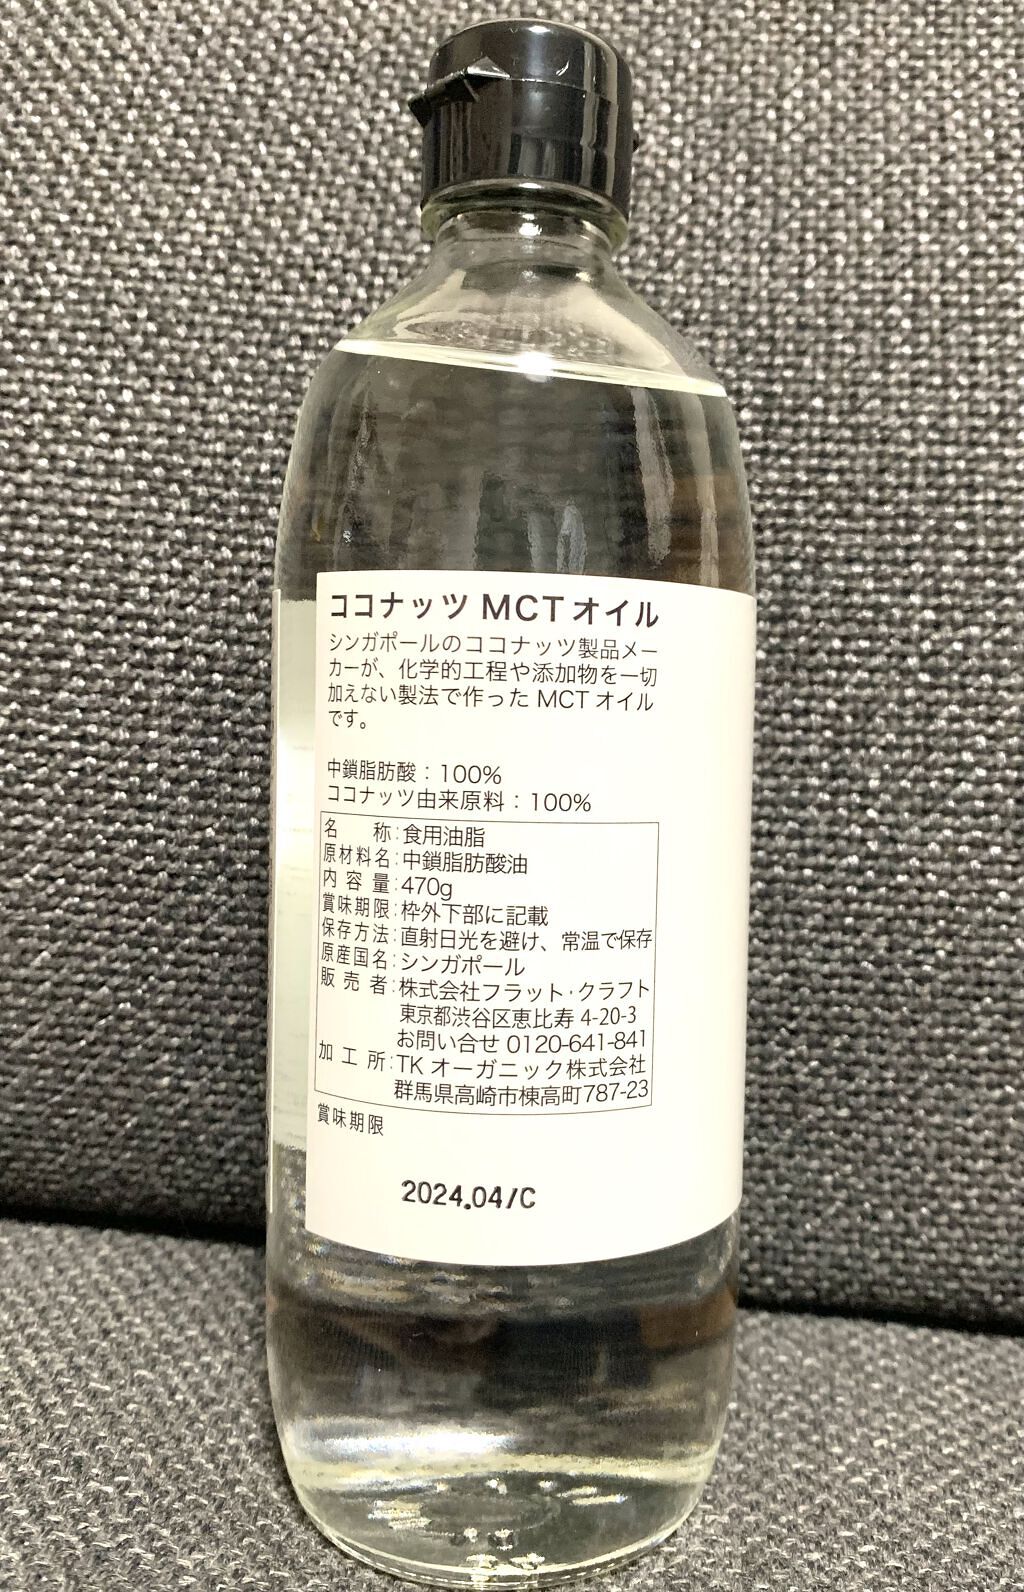 ココナッツ MCTオイル
シンガポールのココナッツ製品メー
カーが、化学的工程や添加物を一切
加えない製法で作った MCT オイル
です。
中鎖脂肪酸：100%
ココナッツ由来原料：100%
名　　称:食用油脂
原材料名:中鎖脂肪酸油
内 容 量:470g
賞味期限:枠外下部に記載
保存方法:直射日光を避け、常温で保存
原産国名:シンガポール
販 売 者:株式会社フラット・クラフト
東京都渋谷区恵比寿 4-20-3
お問い合せ 0120-641-841
加 工 所:TK オーガニック株式会社
群馬県高崎市棟高町787-23
賞味期限
2024.04/C